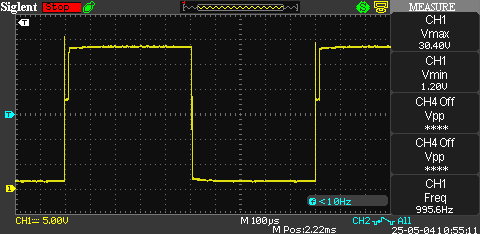 Siglent Stop MEASURE
CH1
Vmax
30.40V
CH1
Vmin
1.20V
CH4 Off
Vpp
****
CH4 Off
Vpp
****
CH1
Freq
995.6Hz
T
T
1
<10Hz
CH1 5.00V M 100µs CH2 All
M Pos:2.22ms 25-05-04 10:55:11